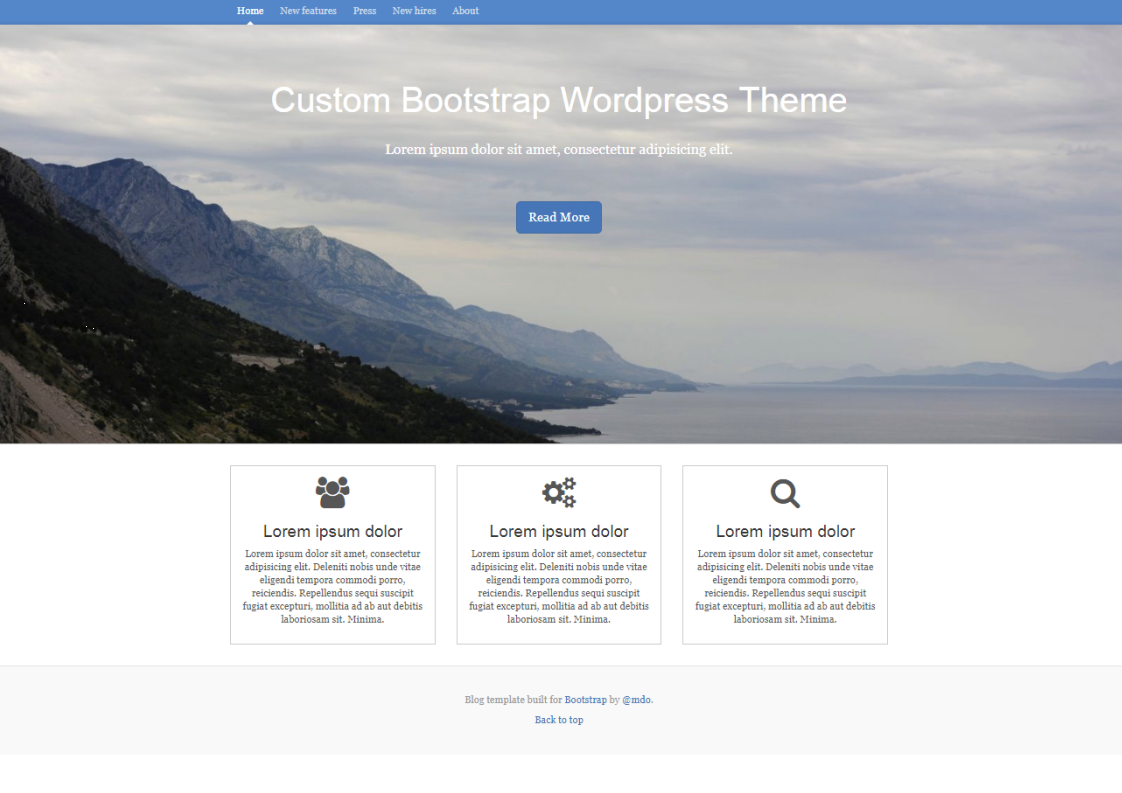 Home New features Press New hires About
Custom Bootstrap Wordpress Theme
Lorem ipsum dolor sit amet, consectetur adipisicing elit.
Read More
Lorem ipsum dolor
Lorem ipsum dolor sit amet, consectetur
adipisicing elit. Deleniti nobis unde vitae
eligendi tempora commodi porro,
reiciendis. Repellendus sequi suscipit
fugiat excepturi, mollitia ad ab aut debitis
laboriosam sit. Minima.
Lorem ipsum dolor
Lorem ipsum dolor sit amet, consectetur
adipisicing elit. Deleniti nobis unde vitae
eligendi tempora commodi porro,
reiciendis. Repellendus sequi suscipit
fugiat excepturi, mollitia ad ab aut debitis
laboriosam sit. Minima.
Lorem ipsum dolor
Lorem ipsum dolor sit amet, consectetur
adipisicing elit. Deleniti nobis unde vitae
eligendi tempora commodi porro,
reiciendis. Repellendus sequi suscipit
fugiat excepturi, mollitia ad ab aut debitis
laboriosam sit. Minima.
Blog template built for Bootstrap by @mdo.
Back to top